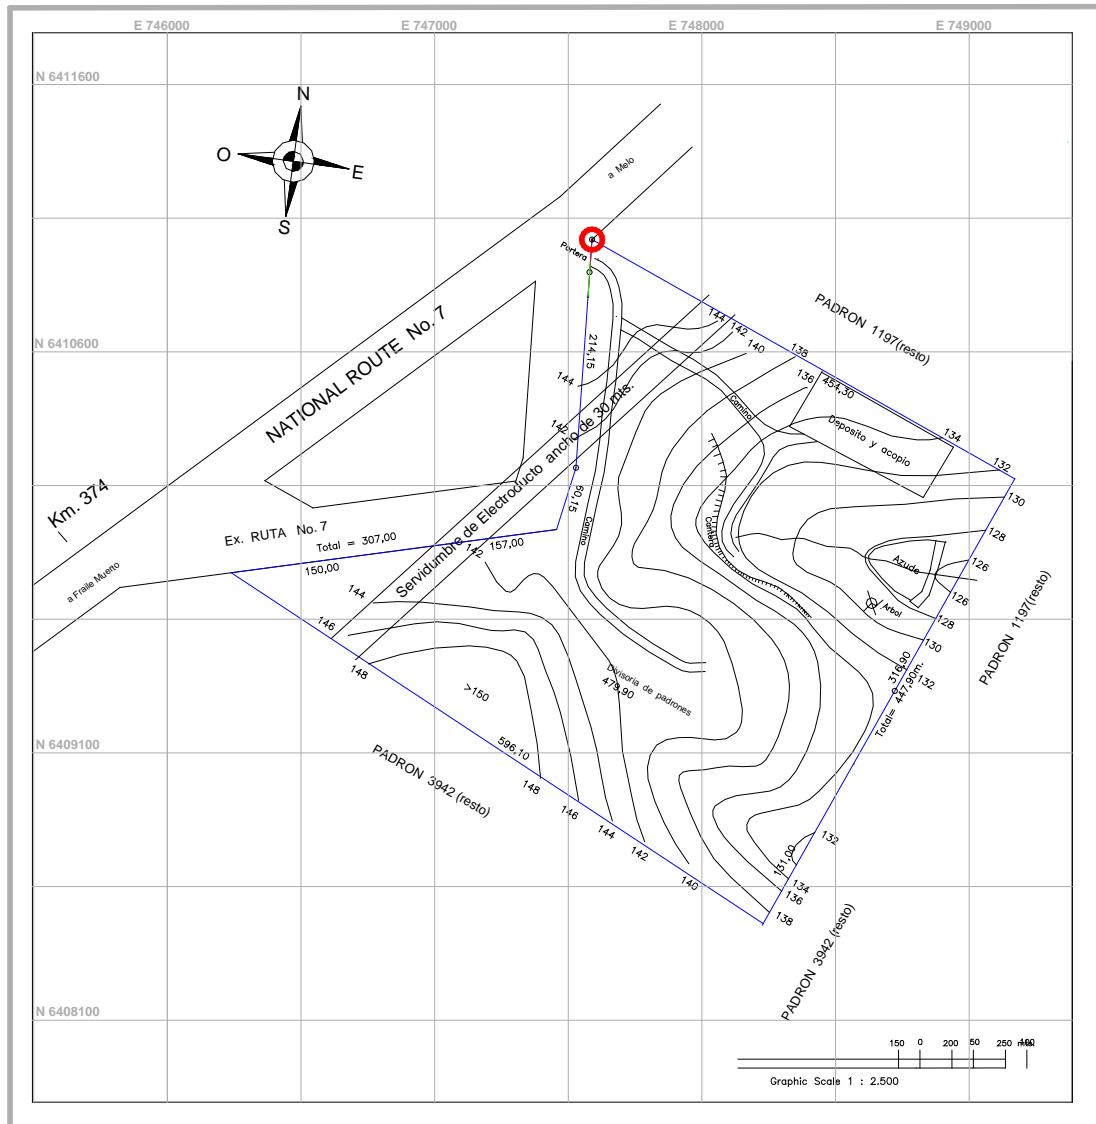 E 746000
E 747000
E 748000
E 749000
N 6411600
N
O
E
S
a Melo
Portera
PADRON 1197(resto)
NATIONAL ROUTE No. 7
144
142
140
138
136
454,30
134
132
130
128
126
126
128
130
132
N 6410600
214,15
144
142
Camino
Deposito y acopio
Km. 374
Ex. RUTA No. 7
Total = 307,00
150,00
157,00
60,15
Servidumbre de Electroducto ancho de 30 mts.
Camino
Cantera
Azude
Arbol
a Fraile Muerto
142
144
146
148
>150
Divisoria de padrones
479,90
316,90
Total= 447,90m.
PADRON 1197(resto)
N 6409100
PADRON 3942 (resto)
596,10
148
146
144
142
140
131,00
132
134
136
138
PADRON 3942 (resto)
N 6408100
150 0 200 50 250
Graphic Scale 1 : 2.500